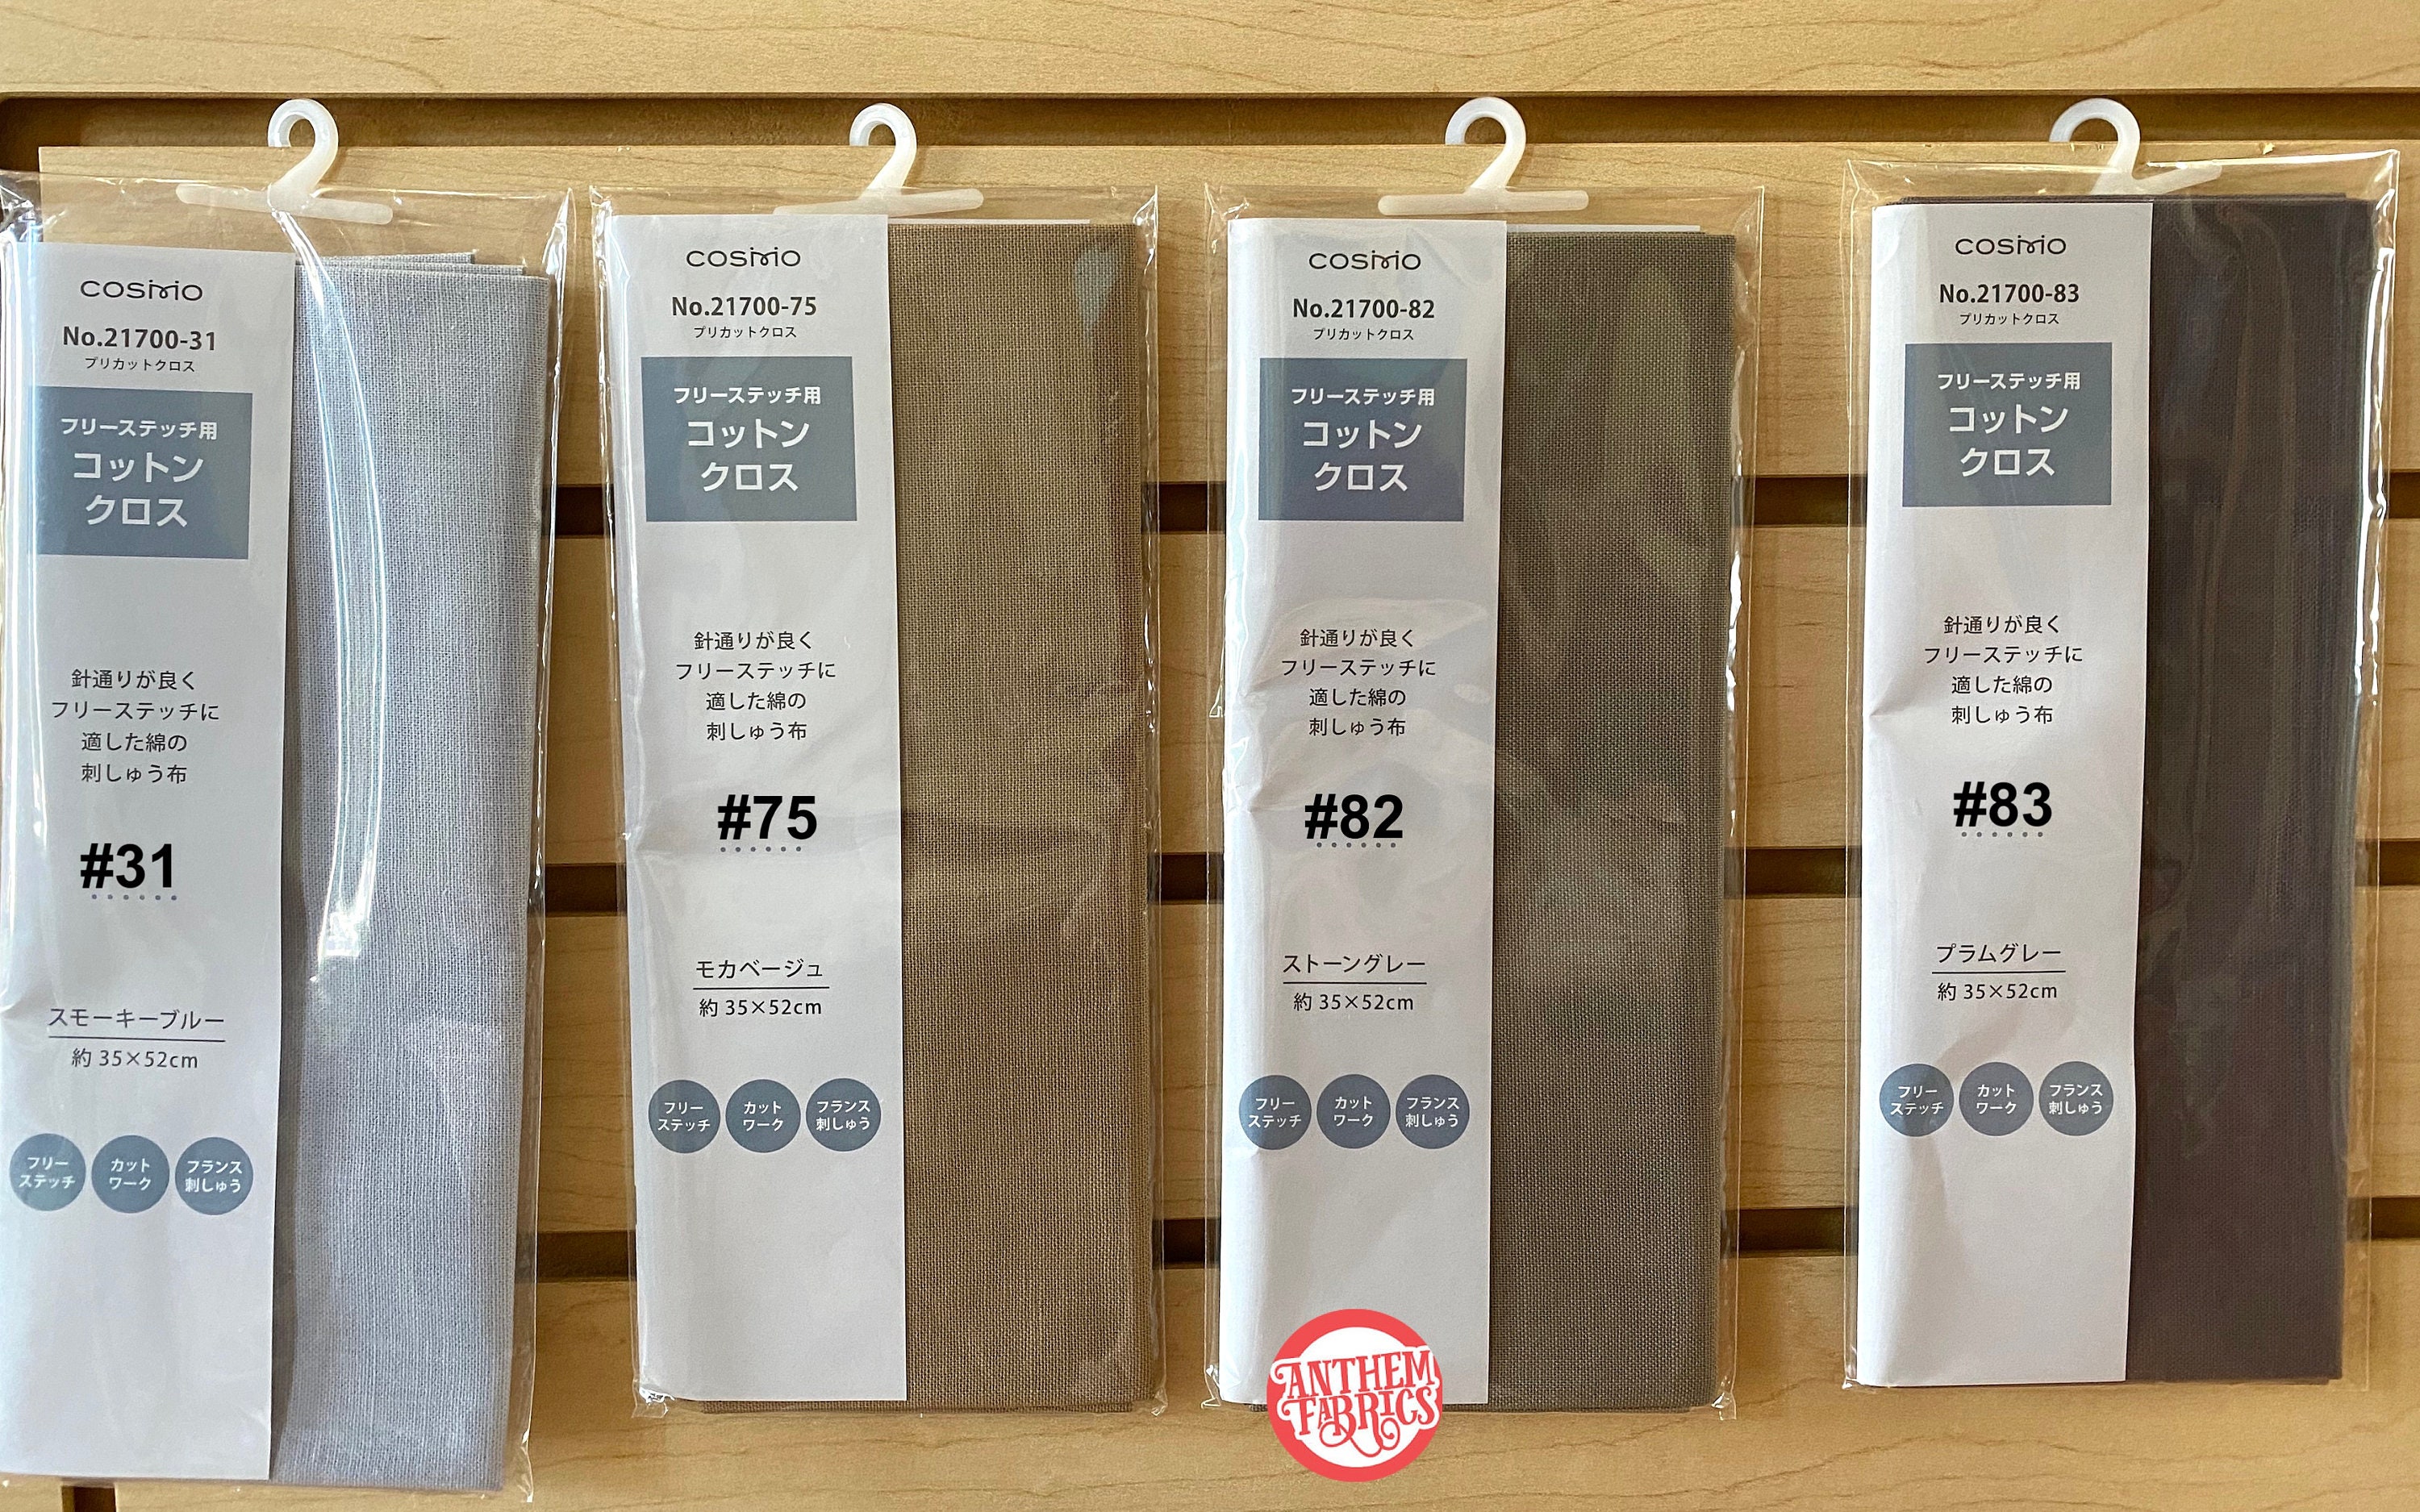 COSMO
No.21700-31
プリカットクロス
フリーステッチ用
コットン
クロス
針通りが良く
フリーステッチに
適した綿の
刺しゅう布
#31
スモーキーブルー
約 35×52cm
フリー
ステッチ
カット
ワーク
フランス
刺しゅう
COSMO
No.21700-75
プリカットクロス
フリーステッチ用
コットン
クロス
針通りが良く
フリーステッチに
適した綿の
刺しゅう布
#75
モカベージュ
約 35×52cm
フリー
ステッチ
カット
ワーク
フランス
刺しゅう
COSMO
No.21700-82
プリカットクロス
フリーステッチ用
コットン
クロス
針通りが良く
フリーステッチに
適した綿の
刺しゅう布
#82
ストーングレー
約 35×52cm
フリー
ステッチ
カット
ワーク
フランス
刺しゅう
ANTHEM
FABRICS
COSMO
No.21700-83
プリカットクロス
フリーステッチ用
コットン
クロス
針通りが良く
フリーステッチに
適した綿の
刺しゅう布
#83
プラムグレー
約 35×52cm
フリー
ステッチ
カット
ワーク
フランス
刺しゅう